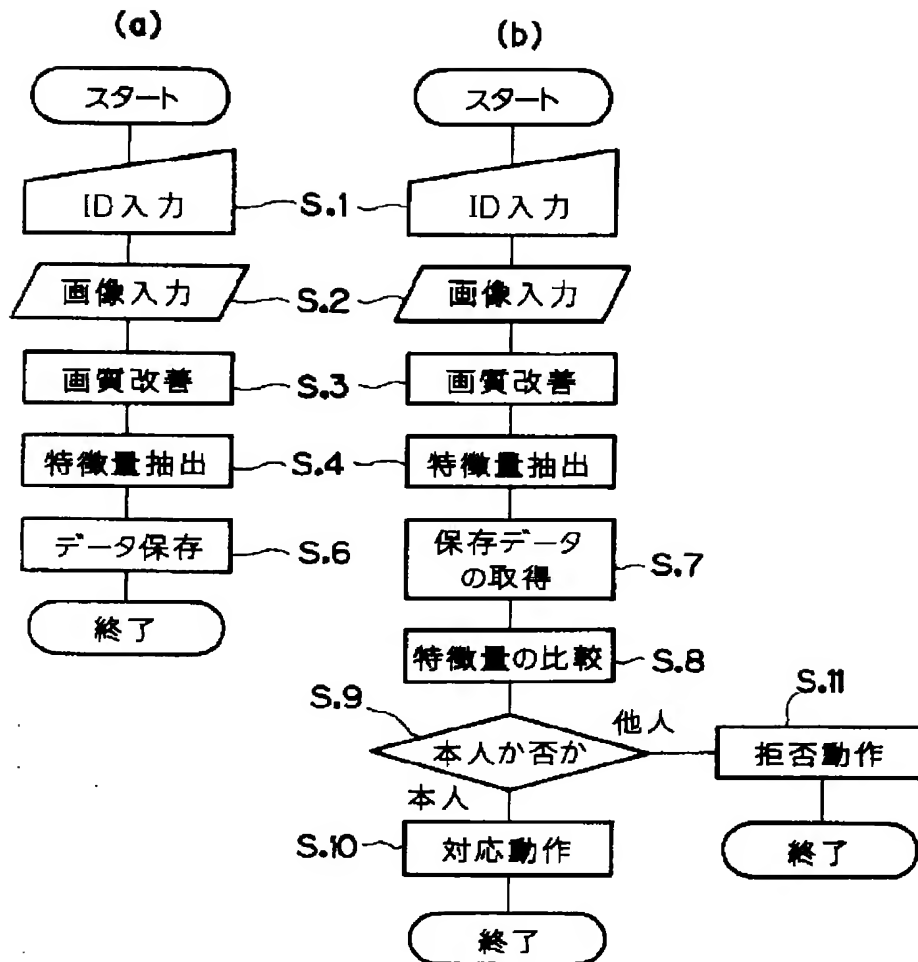 (a)
スタート
ID入力
画像入力
画質改善
特徴量抽出
データ保存
終了
S.1
S.2
S.3
S.4
S.6
(b)
スタート
ID入力
画像入力
画質改善
特徴量抽出
保存データ
の取得
S.7
特徴量の比較
S.8
S.9
本人か否か
他人
本人
S.10
対応動作
終了
S.11
拒否動作
終了